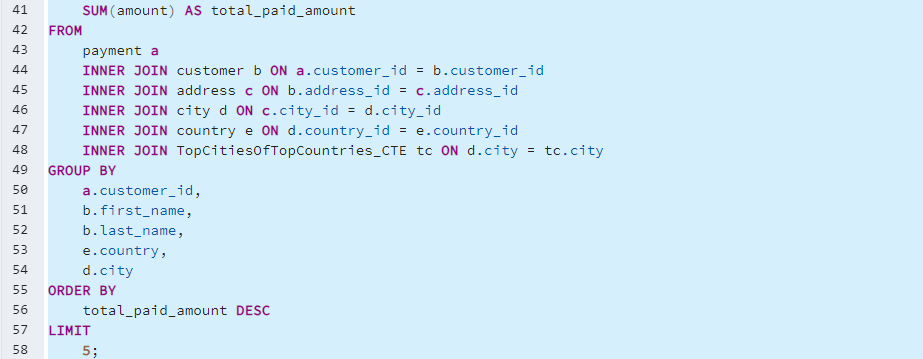 41 SUM(amount) AS total_paid_amount
42 FROM
43 payment a
44 INNER JOIN customer b ON a.customer_id = b.customer_id
45 INNER JOIN address c ON b.address_id = c.address_id
46 INNER JOIN city d ON c.city_id = d.city_id
47 INNER JOIN country e ON d.country_id = e.country_id
48 INNER JOIN TopCitiesOfTopCountries_CTE tc ON d.city = tc.city
49 GROUP BY
50 a.customer_id,
51 b.first_name,
52 b.last_name,
53 e.country,
54 d.city
55 ORDER BY
56 total_paid_amount DESC
57 LIMIT
58 5;